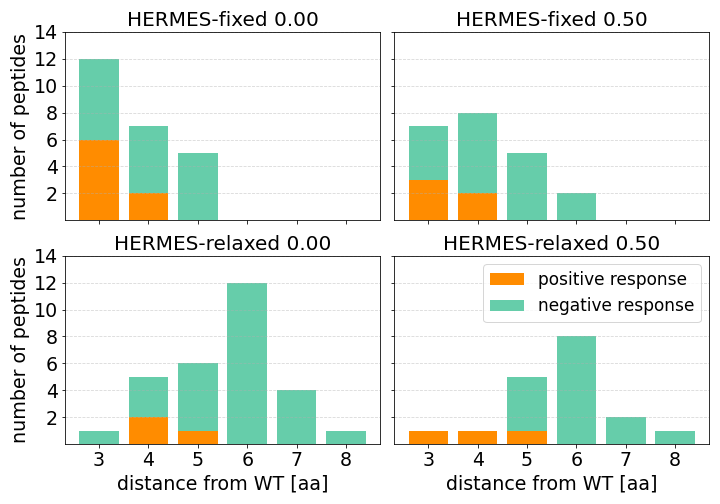 HERMES-fixed 0.00
HERMES-fixed 0.50
number of peptides
14
12
10
8
6
4
2
HERMES-relaxed 0.00
HERMES-relaxed 0.50
number of peptides
14
12
10
8
6
4
2
positive response
negative response
3 4 5 6 7 8
3 4 5 6 7 8
distance from WT [aa]
distance from WT [aa]